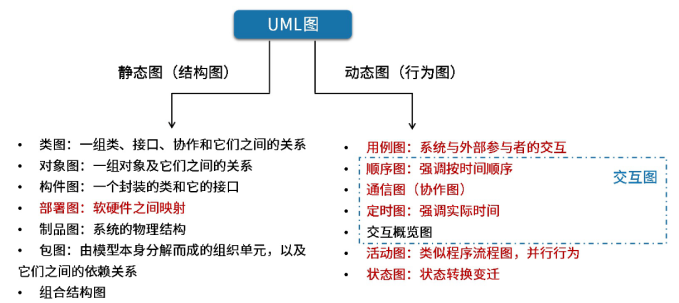 UML图
静态图（结构图）
动态图（行为图）
• 类图：一组类、接口、协作和它们之间的关系
• 对象图：一组对象及它们之间的关系
• 构件图：一个封装的类和它的接口
• 部署图：软硬件之间映射
• 制品图：系统的物理结构
• 包图：由模型本身分解而成的组织单元，以及
它们之间的依赖关系
• 组合结构图
• 用例图：系统与外部参与者的交互
• 顺序图：强调按时间顺序
• 通信图（协作图）
• 定时图：强调实际时间
• 交互概览图
• 活动图：类似程序流程图，并行行为
• 状态图：状态转换变迁
交互图